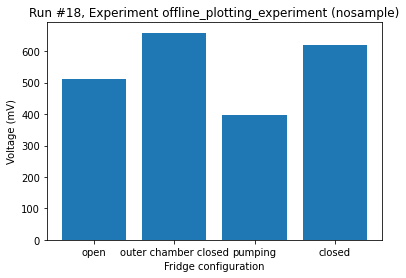 Run #18, Experiment offline_plotting_experiment (nosample)
Voltage (mV)
600
500
400
300
200
100
0
open outer chamber closed pumping closed
Fridge configuration